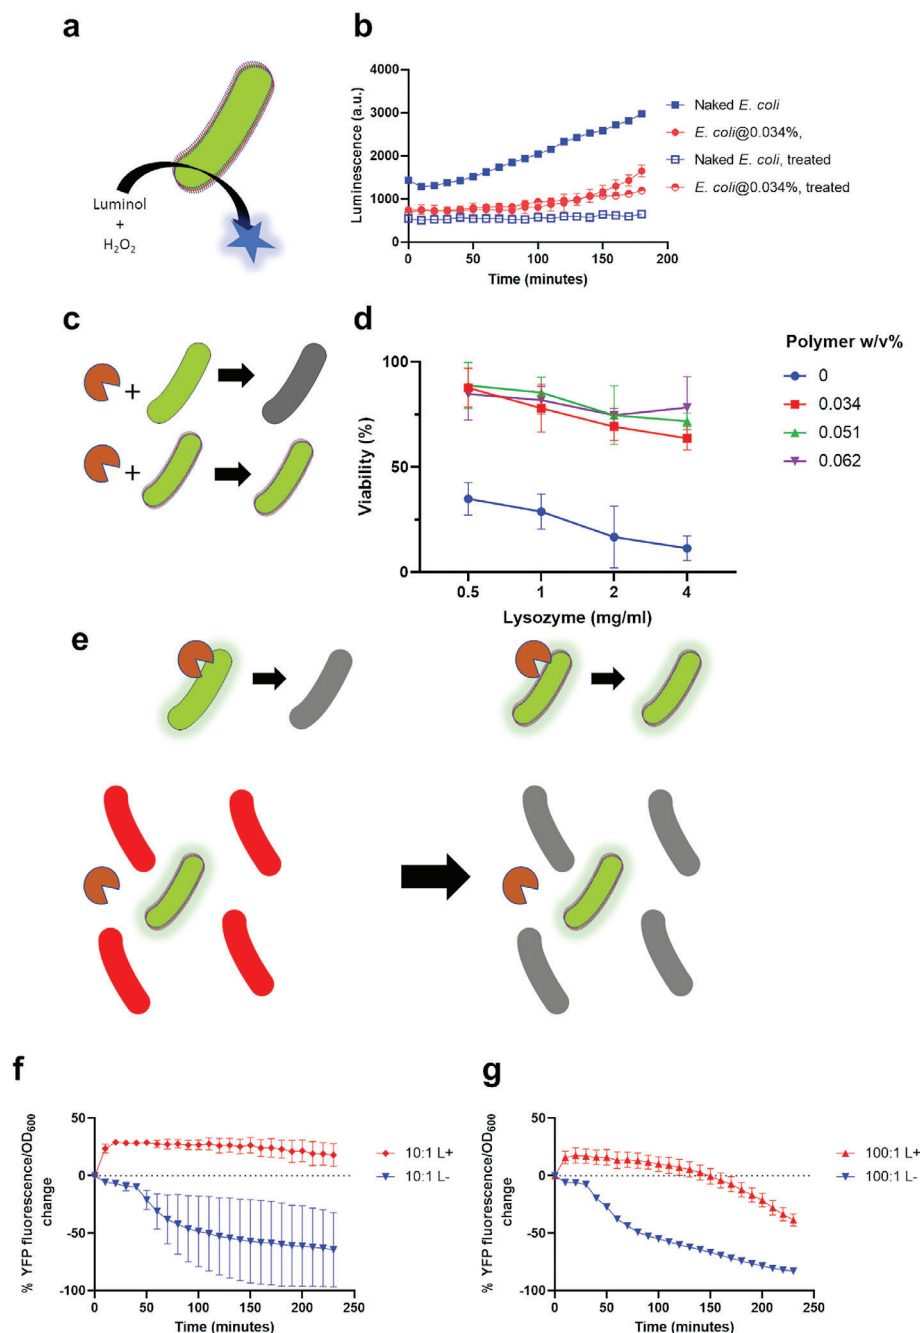 a
Luminol
+
H₂O₂
b
Luminescence (a.u.)
4000
3000
2000
1000
0
0 50 100 150 200
Time (minutes)
Naked E. coli
E. coli@0.034%,
Naked E. coli, treated
E. coli@0.034%, treated
c
+
+
d
Viability (%)
100
50
0
0.5 1 2 4
Lysozyme (mg/ml)
Polymer w/v%
0
0.034
0.051
0.062
e
f
% YFP fluorescence/OD₆₀₀
change
50
0
-50
-100
0 50 100 150 200 250
Time (minutes)
10:1 L+
10:1 L-
g
% YFP fluorescence/OD₆₀₀
change
50
0
-50
-100
0 50 100 150 200 250
Time (minutes)
100:1 L+
100:1 L-